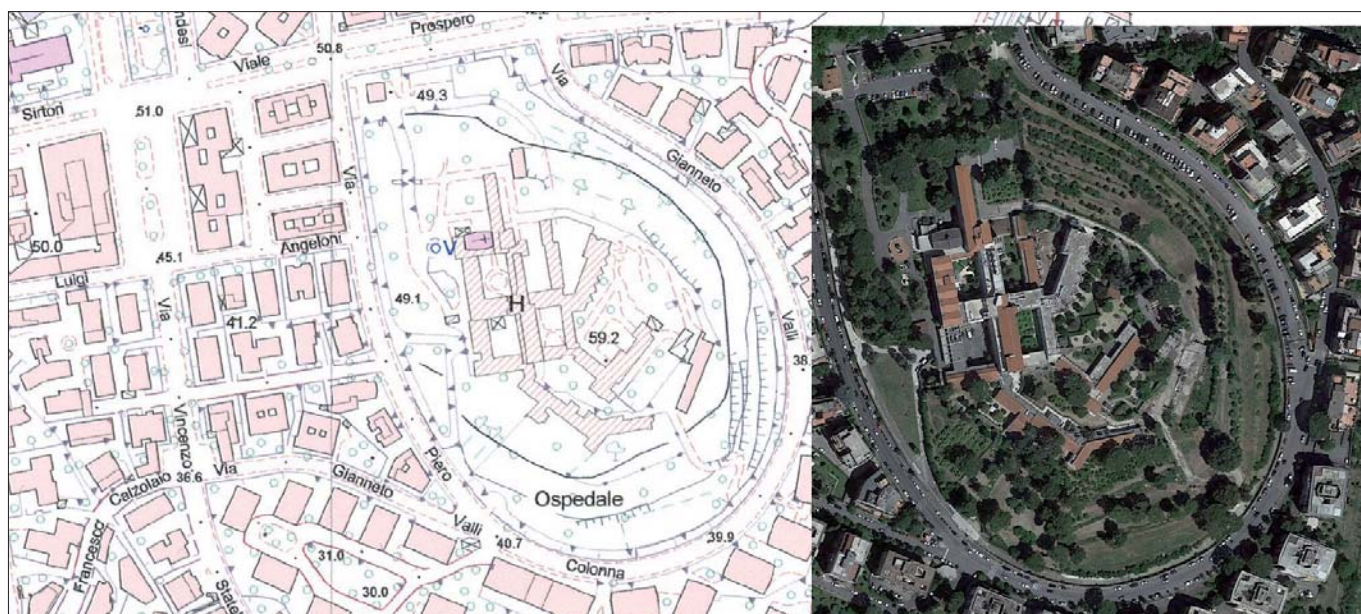 Prospero
Viale
50.8
Sirtori
51.0
49.3
Via
Gianneto
Via
Angeloni
50.0
45.1
Luigi
V
49.1
H
59.2
Valli
38
Via
41.2
Vincenzo
Via
Gianneto
Piero
36.6
Calzolaio
Ospedale
Francesco
Valli
40.7
39.9
31.0
Colonna
30.0